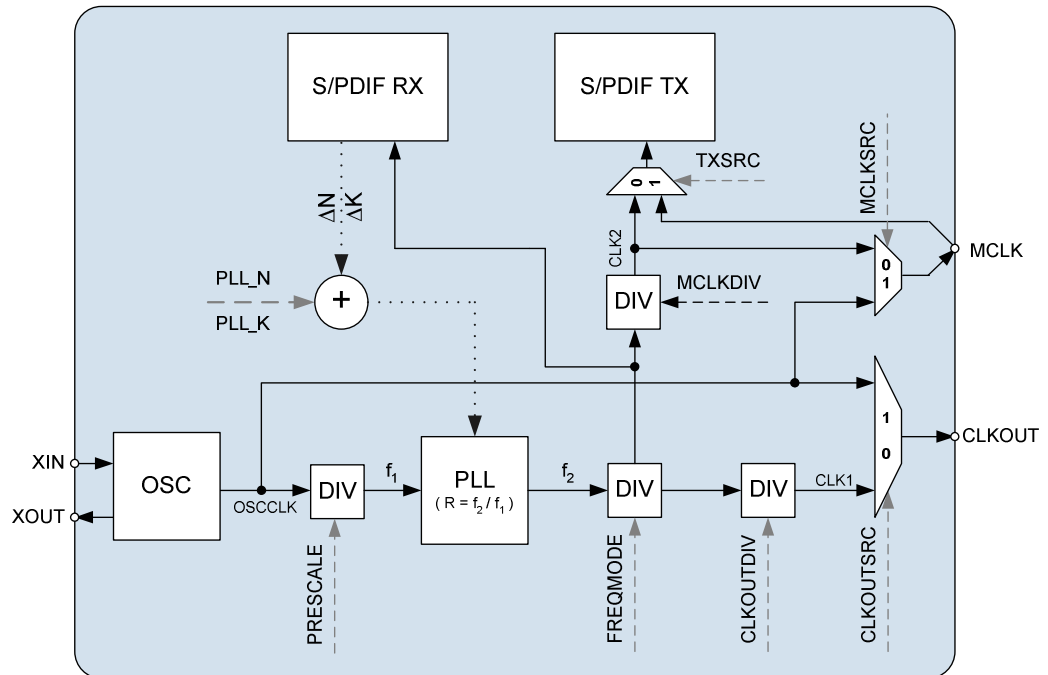 S/PDIF RX
S/PDIF TX
TXSRC
MCLKSRC
0 1
ΔN
ΔK
CLK2
MCLK
0
1
PLL_N
PLL_K
+
DIV
MCLKDIV
1
0
CLKOUT
XIN
XOUT
OSC
OSCCLK
DIV
f1
PLL
( R = f2 / f1 )
f2
DIV
DIV
CLK1
PRESCALE
FREQMODE
CLKOUTDIV
CLKOUTSRC